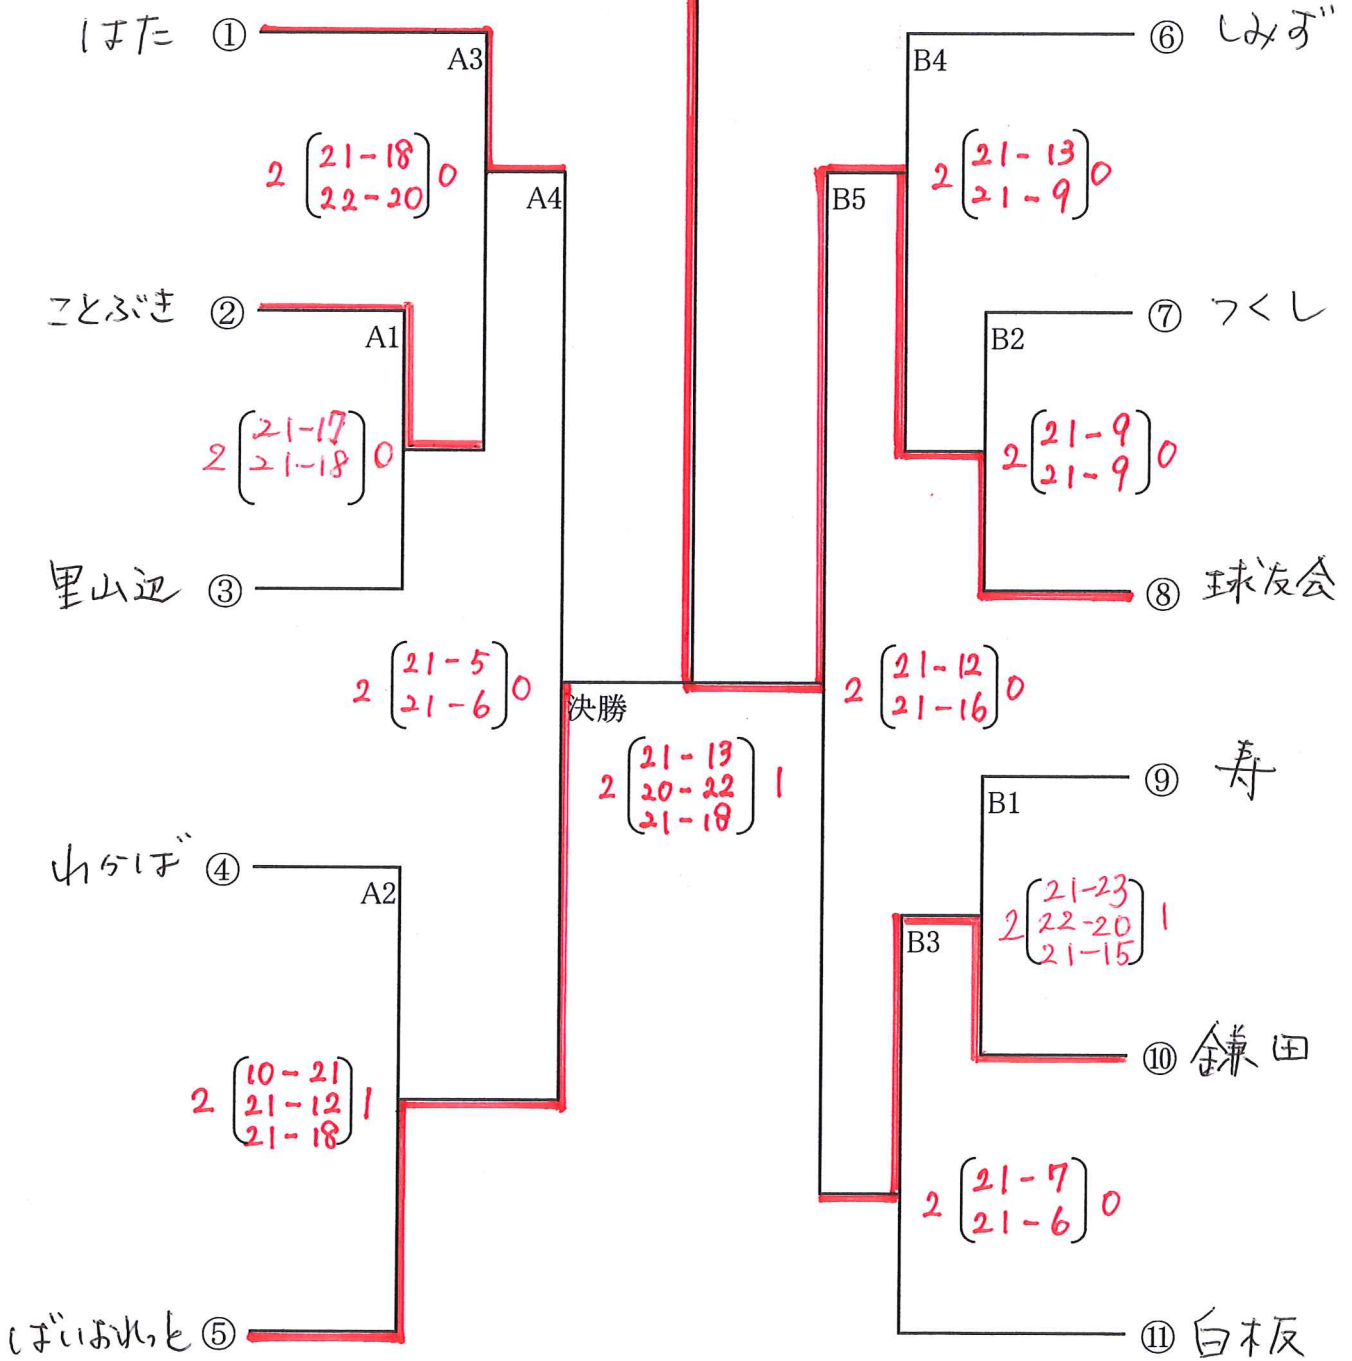 はた ①
A3
2 (21-18 22-20) 0
A4
ことぶき ②
A1
2 (21-17 21-18) 0
里山辺 ③
2 (21-5 21-6) 0
決勝
2 (21-13 20-22 21-18) 1
わらば ④
A2
2 (10-21 21-12 21-18) 1
ばいおれっと ⑤
⑥ しみず
B4
2 (21-13 21-9) 0
B5
⑦ つくし
B2
2 (21-9 21-9) 0
⑧ 球友会
2 (21-12 21-16) 0
⑨ 寿
B1
2 (21-23 22-20 21-15) 1
B3
⑩ 鎌田
2 (21-7 21-6) 0
⑪ 白板